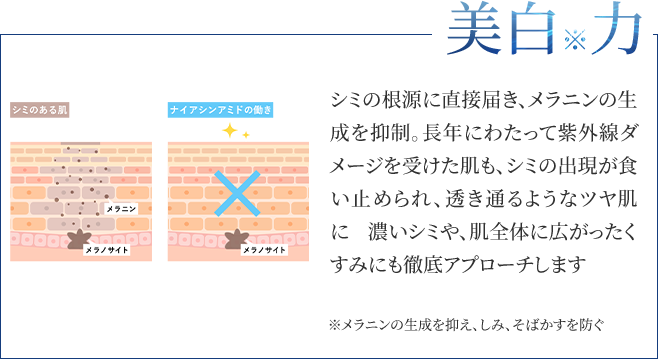 美白※力
シミのある肌
ナイアシンアミドの働き
メラニン
メラノサイト
メラノサイト
シミの根源に直接届き、メラニンの生
成を抑制。長年にわたって紫外線ダ
メージを受けた肌も、シミの出現が食
い止められ、透き通るようなツヤ肌
に　濃いシミや、肌全体に広がったく
すみにも徹底アプローチします
※メラニンの生成を抑え、しみ、そばかすを防ぐ